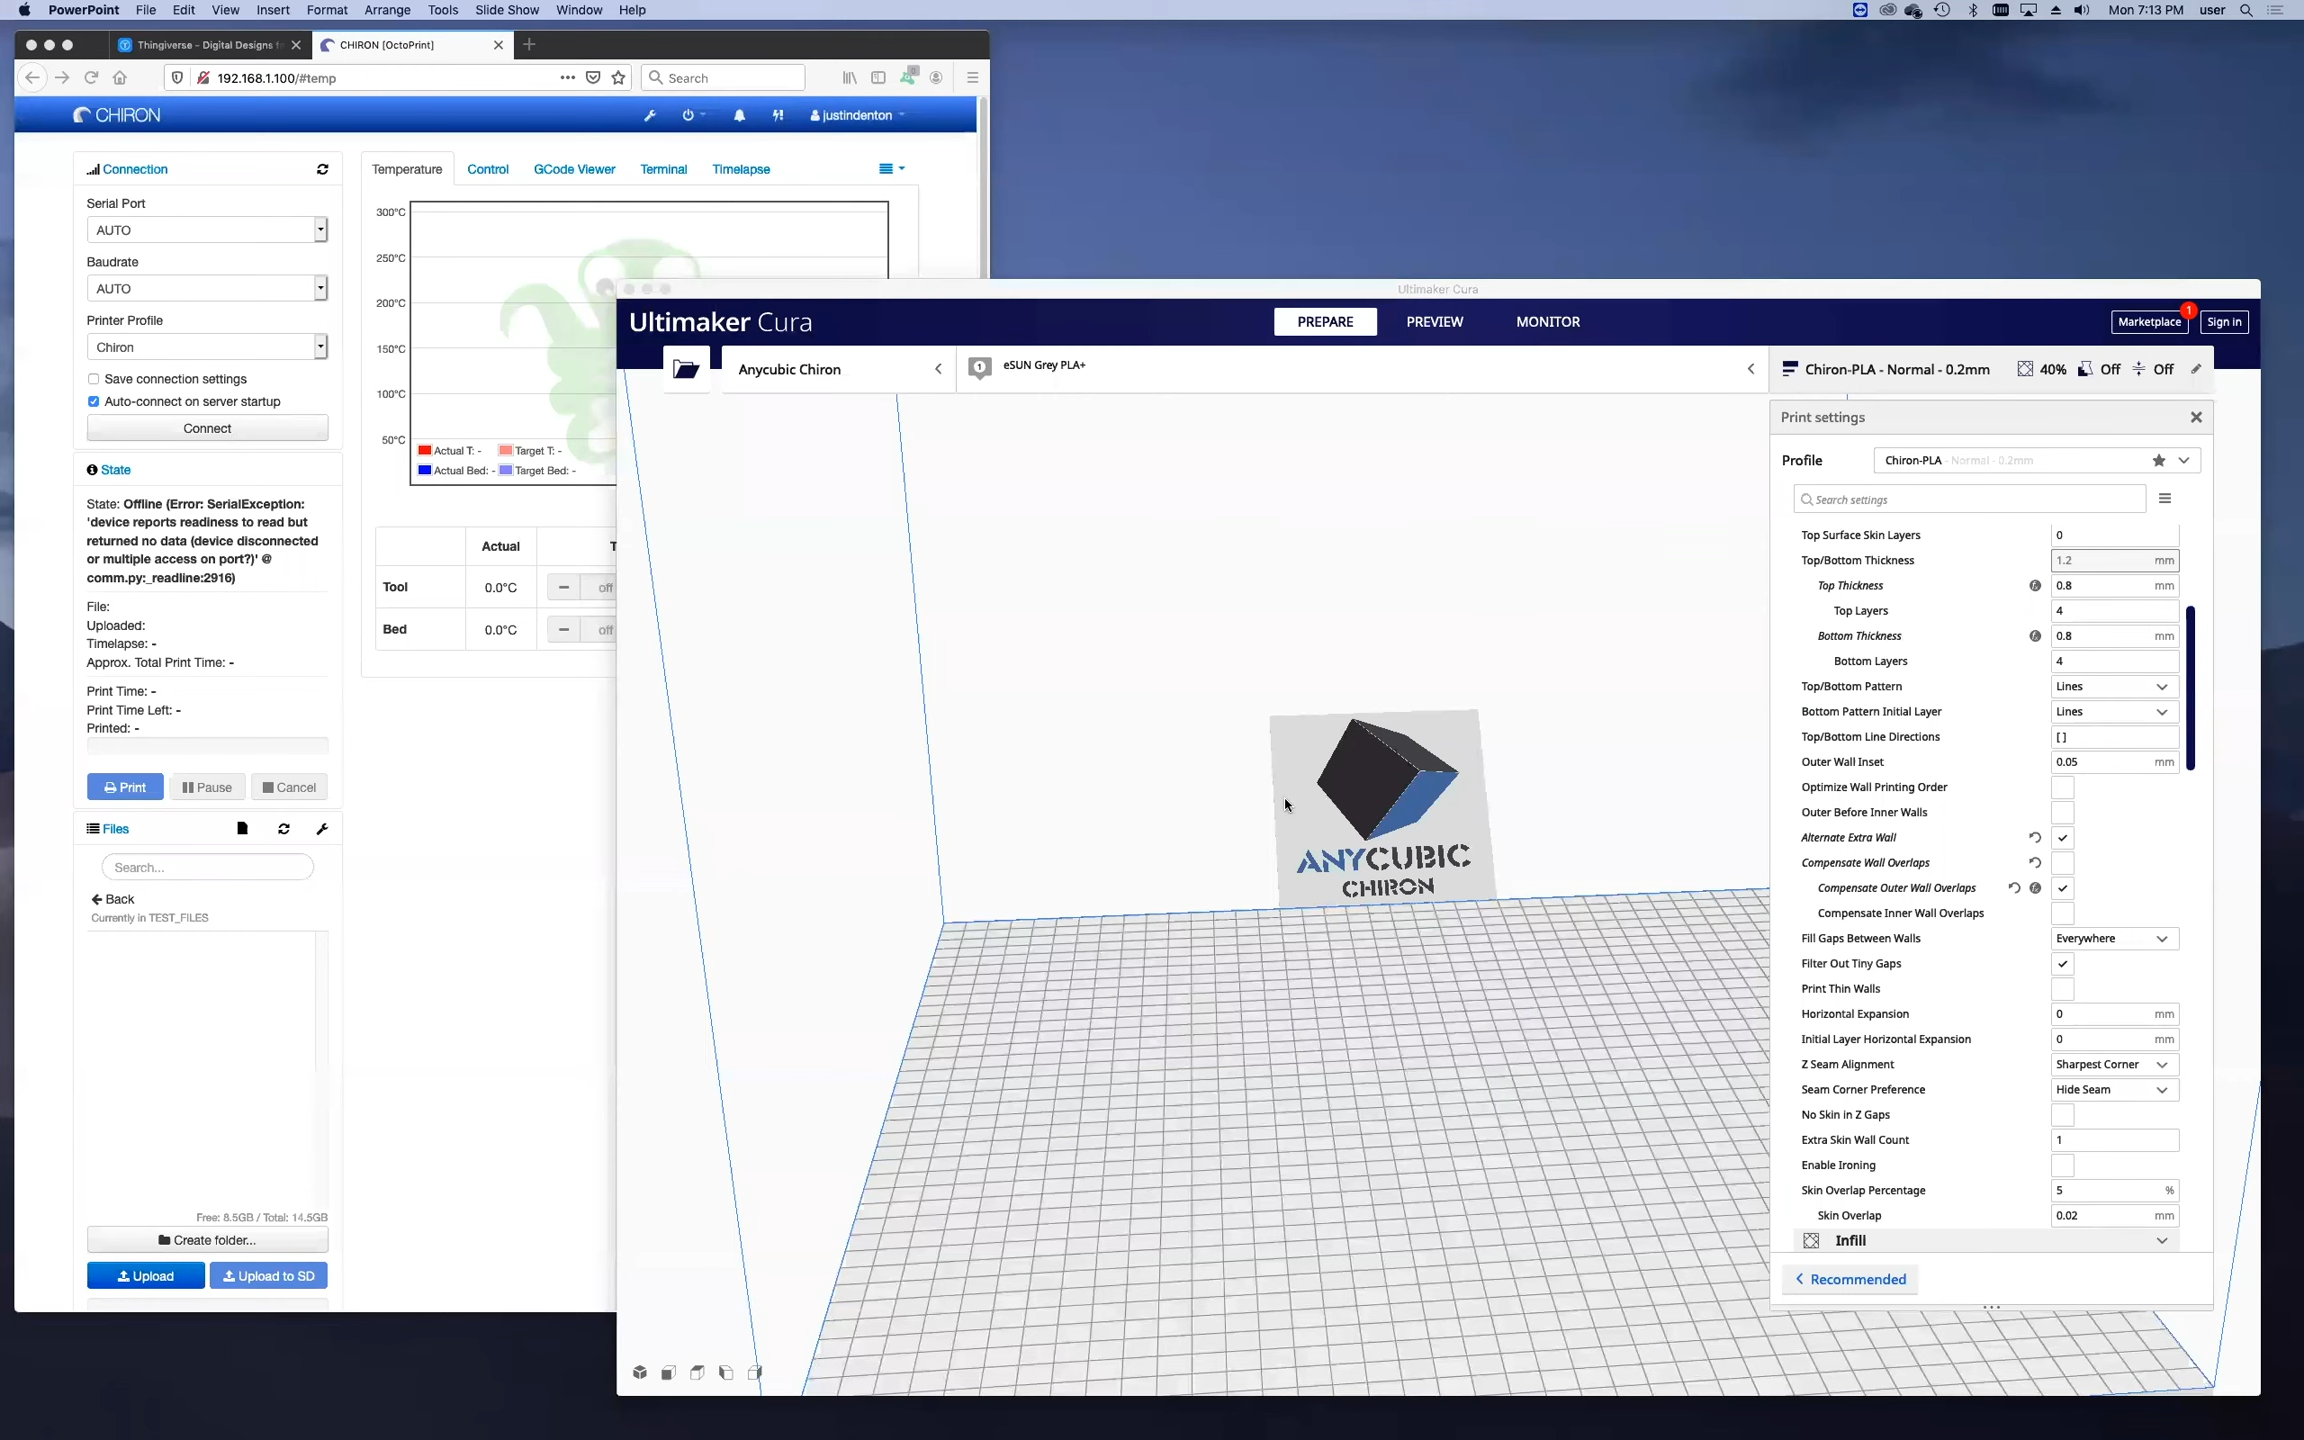 PowerPoint File Edit View Insert Format Arrange Tools Slide Show Window Help
Mon 7:13 PM user
Thingiverse - Digital Designs f
CHIRON [OctoPrint]
192.168.1.100/#temp
Search
CHIRON
justindenton
Connection
Serial Port
AUTO
Baudrate
AUTO
Printer Profile
Chiron
Save connection settings
Auto-connect on server startup
Connect
State
State: Offline (Error: SerialException:
'device reports readiness to read but
returned no data (device disconnected
or multiple access on port?)' @
comm.py:_readline:2916)
File:
Uploaded:
Timelapse: -
Approx. Total Print Time: -
Print Time: -
Print Time Left: -
Printed: -
Print Pause Cancel
Files
Search...
Back
Currently in TEST_FILES
Free: 8.5GB / Total: 14.5GB
Create folder...
Upload Upload to SD
Temperature Control GCode Viewer Terminal Timelapse
300°C
250°C
200°C
150°C
100°C
50°C
Actual T: - Target T: -
Actual Bed: - Target Bed: -
Actual T
Tool 0.0°C off
Bed 0.0°C off
Ultimaker Cura
Ultimaker Cura
PREPARE PREVIEW MONITOR
Marketplace 1 Sign in
Anycubic Chiron
1 eSUN Grey PLA+
Chiron-PLA - Normal - 0.2mm 40% Off Off
ANYCUBIC
CHIRON
Print settings
Profile Chiron-PLA - Normal - 0.2mm
Search settings
Top Surface Skin Layers 0
Top/Bottom Thickness 1.2 mm
Top Thickness 0.8 mm
Top Layers 4
Bottom Thickness 0.8 mm
Bottom Layers 4
Top/Bottom Pattern Lines
Bottom Pattern Initial Layer Lines
Top/Bottom Line Directions []
Outer Wall Inset 0.05 mm
Optimize Wall Printing Order
Outer Before Inner Walls
Alternate Extra Wall
Compensate Wall Overlaps
Compensate Outer Wall Overlaps
Compensate Inner Wall Overlaps
Fill Gaps Between Walls Everywhere
Filter Out Tiny Gaps
Print Thin Walls
Horizontal Expansion 0 mm
Initial Layer Horizontal Expansion 0 mm
Z Seam Alignment Sharpest Corner
Seam Corner Preference Hide Seam
No Skin in Z Gaps
Extra Skin Wall Count 1
Enable Ironing
Skin Overlap Percentage 5 %
Skin Overlap 0.02 mm
Infill
Recommended